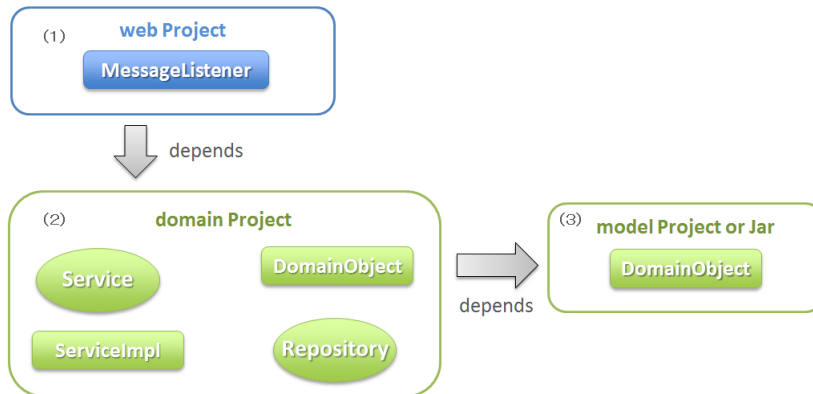 (1) web Project
MessageListener
depends
(2) domain Project
Service
DomainObject
ServiceImpl
Repository
depends
(3) model Project or Jar
DomainObject